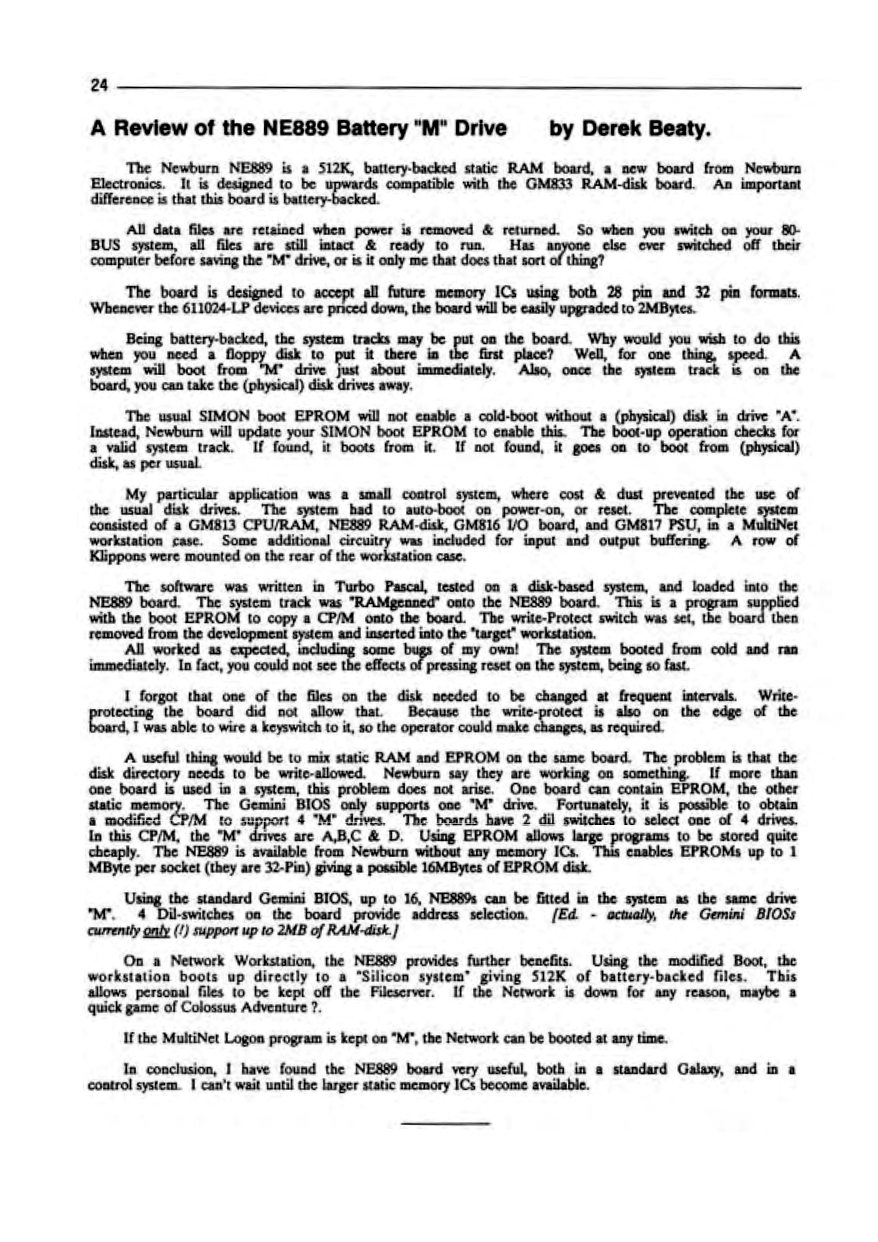 24
A Review of the NE889 Battery "M" Drive by Derek Beaty.
The Newburn NE889 is a 512K, battery-backed static RAM board, a new board from Newburn
Electronics. It is designed to be upwards compatible with the GM833 RAM-disk board. An important
difference is that this board is battery-backed.
All data files are retained when power is removed & returned. So when you switch on your 80-
BUS system, all files are still intact & ready to run. Has anyone else ever switched off their
computer before saving the "M" drive, or is it only me that does that sort of thing?
The board is designed to accept all future memory ICs using both 28 pin and 32 pin formats.
Whenever the 611024-LP devices are priced down, the board will be easily upgraded to 2MBytes.
Being battery-backed, the system tracks may be put on the board. Why would you wish to do this
when you need a floppy disk to put it there in the first place? Well, for one thing, speed. A
system will boot from "M" drive just about immediately. Also, once the system track is on the
board, you can take the (physical) disk drives away.
The usual SIMON boot EPROM will not enable a cold-boot without a (physical) disk in drive "A".
Instead, Newburn will update your SIMON boot EPROM to enable this. The boot-up operation checks for
a valid system track. If found, it boots from it. If not found, it goes on to boot from (physical)
disk, as per usual.
My particular application was a small control system, where cost & dust prevented the use of
the usual disk drives. The system had to auto-boot on power-on, or reset. The complete system
consisted of a GM813 CPU/RAM, NE889 RAM-disk, GM816 I/O board, and GM817 PSU, in a MultiNet
workstation case. Some additional circuitry was included for input and output buffering. A row of
Klippons were mounted on the rear of the workstation case.
The software was written in Turbo Pascal, tested on a disk-based system, and loaded into the
NE889 board. The system track was "RAMgenned" onto the NE889 board. This is a program supplied
with the boot EPROM to copy a CP/M onto the board. The write-Protect switch was set, the board then
removed from the development system and inserted into the "target" workstation.
All worked as expected, including some bugs of my own! The system booted from cold and ran
immediately. In fact, you could not see the effects of pressing reset on the system, being so fast.
I forgot that one of the files on the disk needed to be changed at frequent intervals. Write-
protecting the board did not allow that. Because the write-protect is also on the edge of the
board, I was able to wire a keyswitch to it, so the operator could make changes, as required.
A useful thing would be to mix static RAM and EPROM on the same board. The problem is that the
disk directory needs to be write-allowed. Newburn say they are working on something. If more than
one board is used in a system, this problem does not arise. One board can contain EPROM, the other
static memory. The Gemini BIOS only supports one "M" drive. Fortunately, it is possible to obtain
a modified CP/M to support 4 "M" drives. The boards have 2 dil switches to select one of 4 drives.
In this CP/M, the "M" drives are A,B,C & D. Using EPROM allows large programs to be stored quite
cheaply. The NE889 is available from Newburn without any memory ICs. This enables EPROMs up to 1
MByte per socket (they are 32-Pin) giving a possible 16MBytes of EPROM disk.
Using the standard Gemini BIOS, up to 16, NE889s can be fitted in the system as the same drive
"M". 4 Dil-switches on the board provide address selection. [Ed. - actually, the Gemini BIOSs
currently only (!) support up to 2MB of RAM-disk.]
On a Network Workstation, the NE889 provides further benefits. Using the modified Boot, the
workstation boots up directly to a "Silicon system" giving 512K of battery-backed files. This
allows personal files to be kept off the Fileserver. If the Network is down for any reason, maybe a
quick game of Colossus Adventure ?.
If the MultiNet Logon program is kept on "M", the Network can be booted at any time.
In conclusion, I have found the NE889 board very useful, both in a standard Galaxy, and in a
control system. I can't wait until the larger static memory ICs become available.